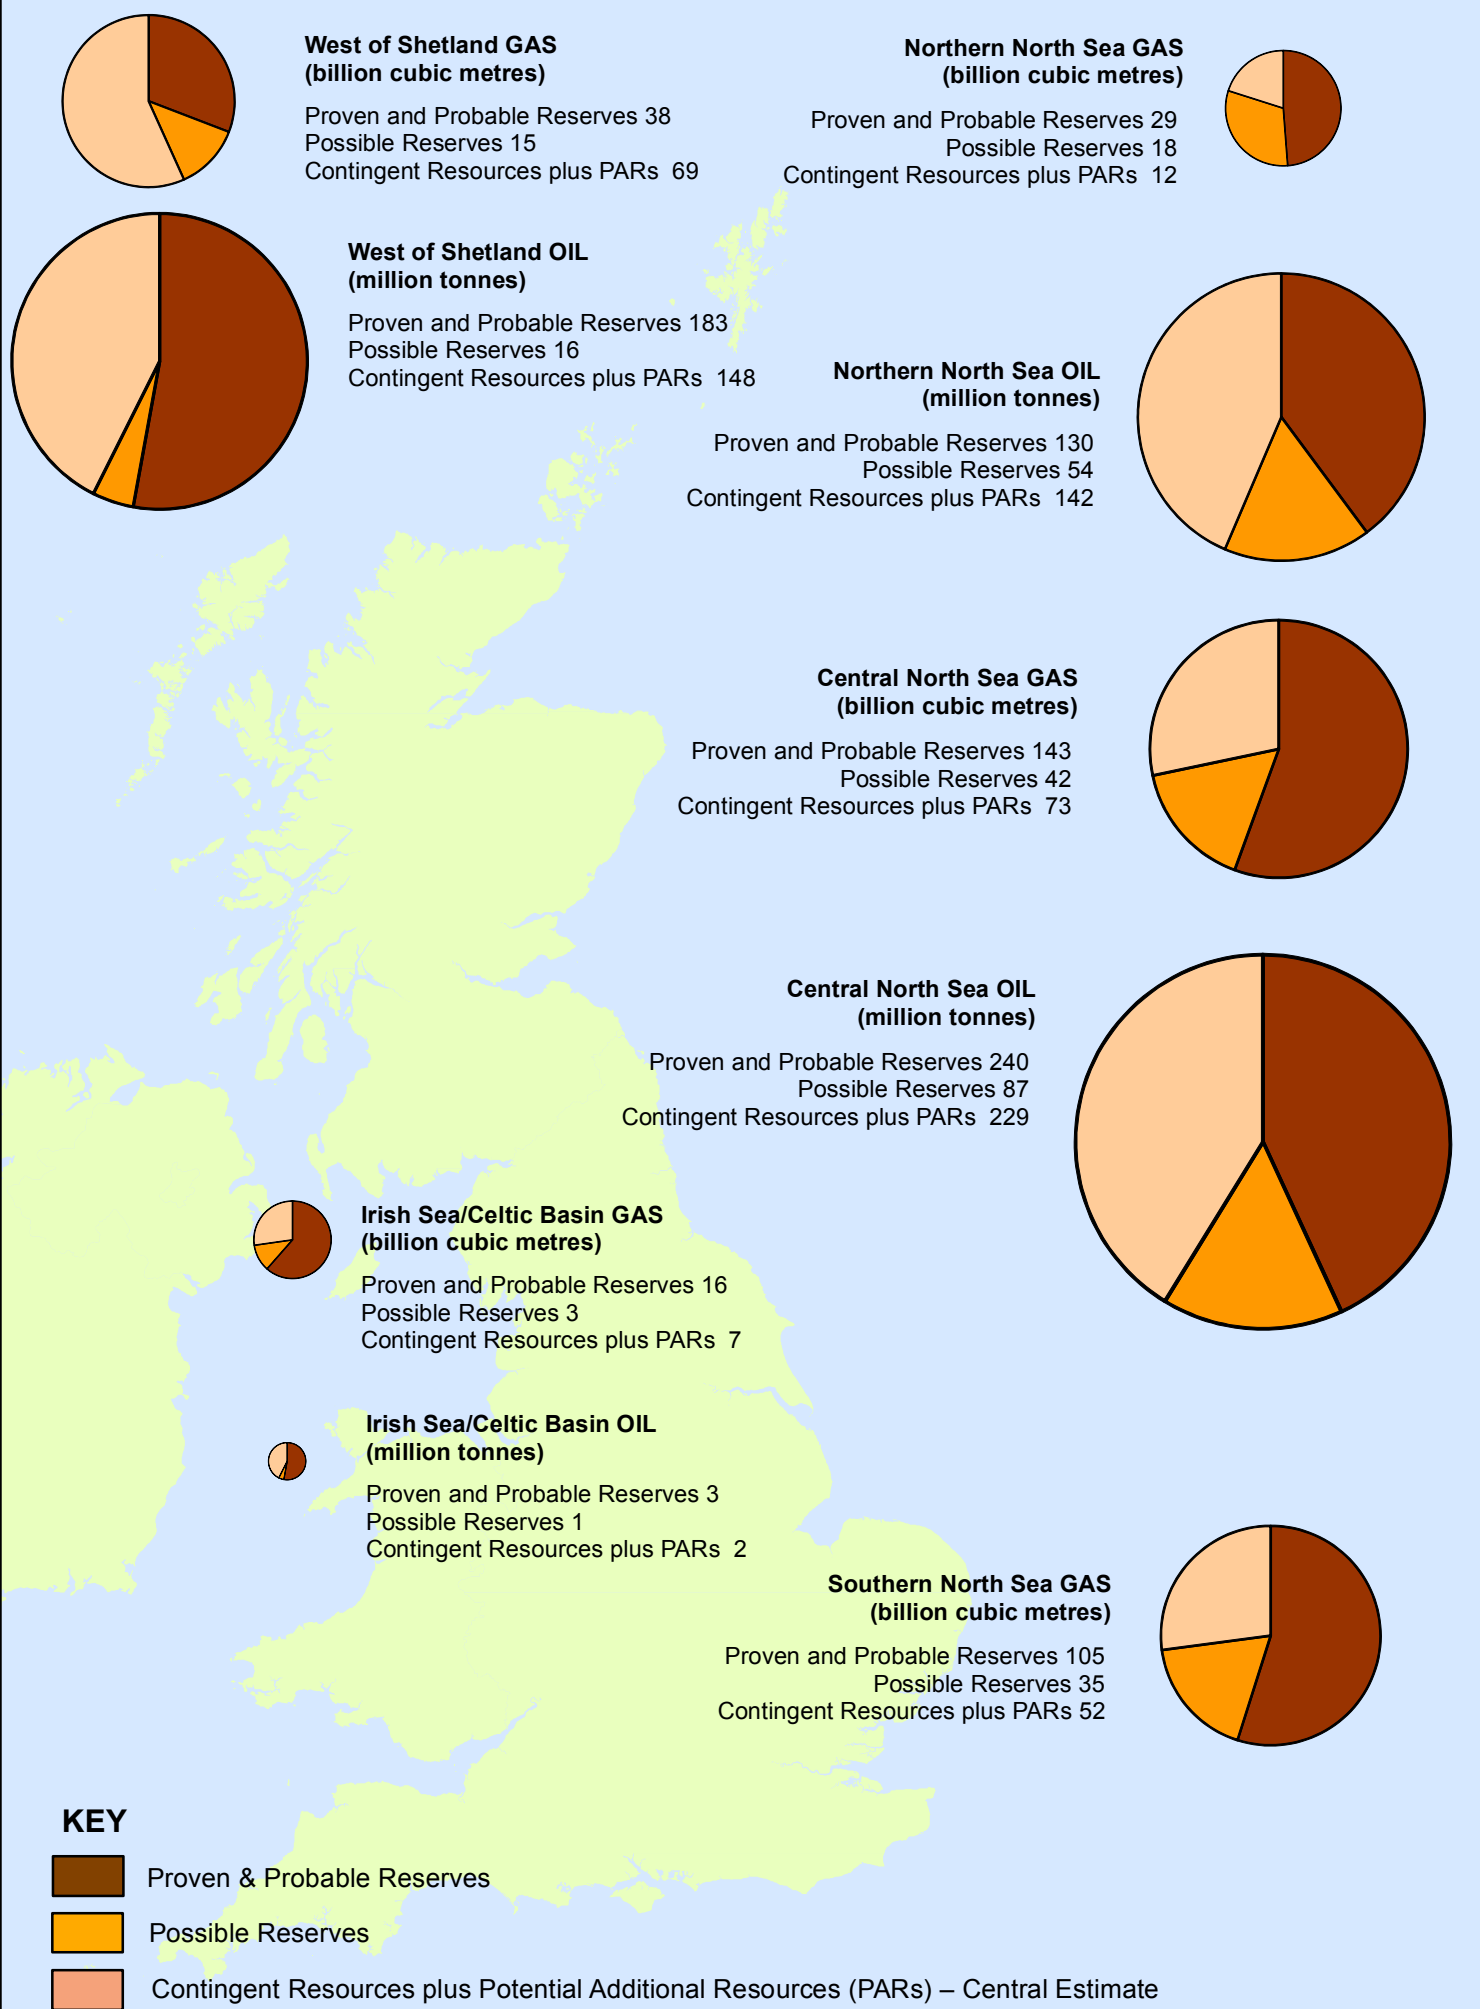 West of Shetland GAS
(billion cubic metres)
Proven and Probable Reserves 38
Possible Reserves 15
Contingent Resources plus PARs 69
Northern North Sea GAS
(billion cubic metres)
Proven and Probable Reserves 29
Possible Reserves 18
Contingent Resources plus PARs 12
West of Shetland OIL
(million tonnes)
Proven and Probable Reserves 183
Possible Reserves 16
Contingent Resources plus PARs 148
Northern North Sea OIL
(million tonnes)
Proven and Probable Reserves 130
Possible Reserves 54
Contingent Resources plus PARs 142
Central North Sea GAS
(billion cubic metres)
Proven and Probable Reserves 143
Possible Reserves 42
Contingent Resources plus PARs 73
Central North Sea OIL
(million tonnes)
Proven and Probable Reserves 240
Possible Reserves 87
Contingent Resources plus PARs 229
Irish Sea/Celtic Basin GAS
(billion cubic metres)
Proven and Probable Reserves 16
Possible Reserves 3
Contingent Resources plus PARs 7
Irish Sea/Celtic Basin OIL
(million tonnes)
Proven and Probable Reserves 3
Possible Reserves 1
Contingent Resources plus PARs 2
Southern North Sea GAS
(billion cubic metres)
Proven and Probable Reserves 105
Possible Reserves 35
Contingent Resources plus PARs 52
KEY
Proven & Probable Reserves
Possible Reserves
Contingent Resources plus Potential Additional Resources (PARs) – Central Estimate